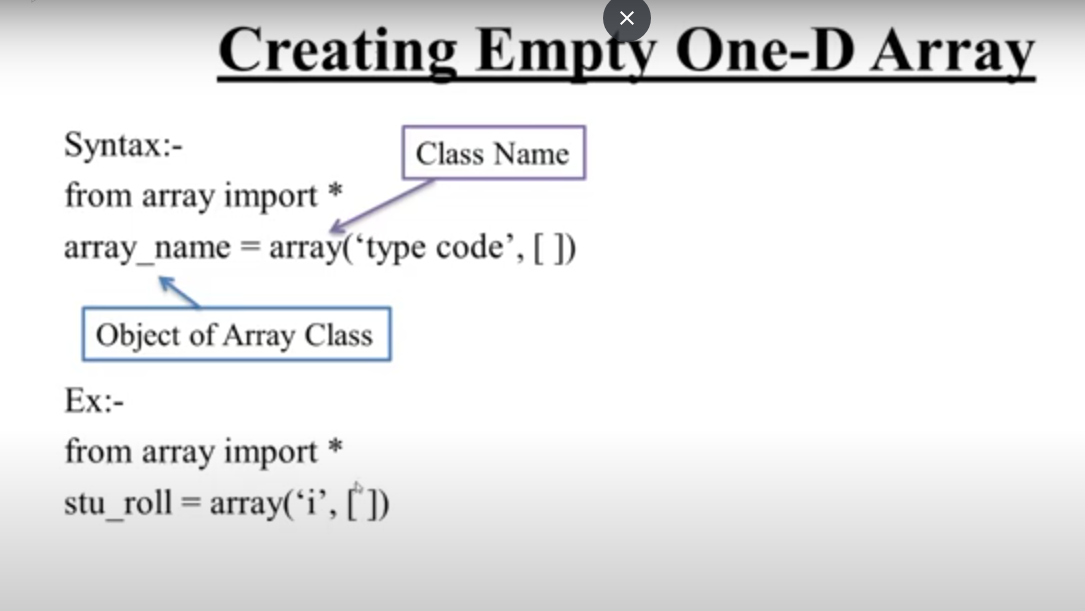 Creating Empty One-D Array
Syntax:-
Class Name
from array import *
array_name = array(‘type code’, [ ])
Object of Array Class
Ex:-
from array import *
stu_roll = array(‘i’, [ ])